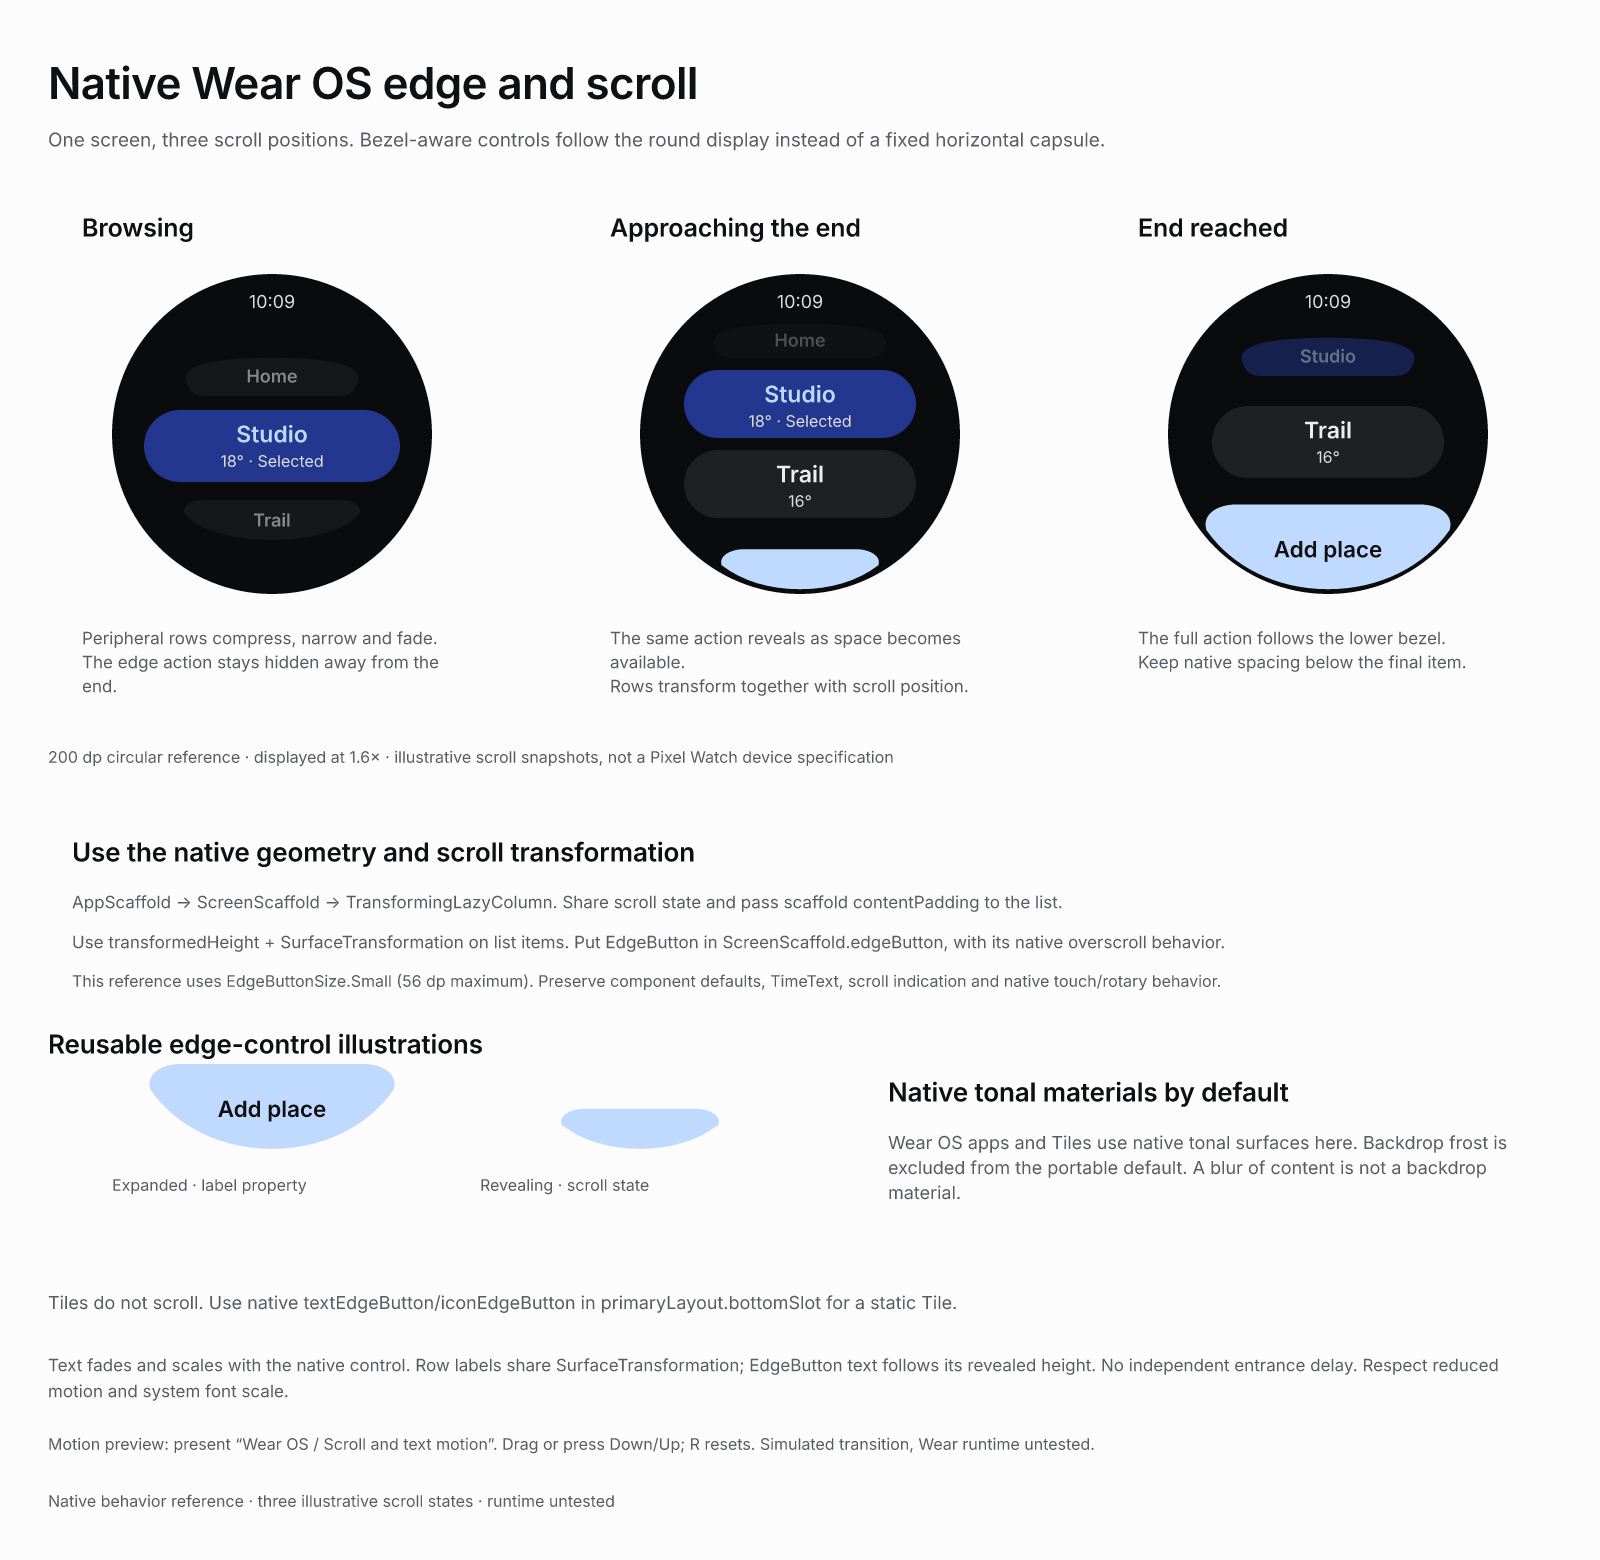 Native Wear OS edge and scroll
One screen, three scroll positions. Bezel-aware controls follow the round display instead of a fixed horizontal capsule.
Browsing
10:09
Home
Studio
18° · Selected
Trail
Peripheral rows compress, narrow and fade.
The edge action stays hidden away from the
end.
Approaching the end
10:09
Home
Studio
18° · Selected
Trail
16°
The same action reveals as space becomes
available.
Rows transform together with scroll position.
End reached
10:09
Studio
Trail
16°
Add place
The full action follows the lower bezel.
Keep native spacing below the final item.
200 dp circular reference · displayed at 1.6× · illustrative scroll snapshots, not a Pixel Watch device specification
Use the native geometry and scroll transformation
AppScaffold → ScreenScaffold → TransformingLazyColumn. Share scroll state and pass scaffold contentPadding to the list.
Use transformedHeight + SurfaceTransformation on list items. Put EdgeButton in ScreenScaffold.edgeButton, with its native overscroll behavior.
This reference uses EdgeButtonSize.Small (56 dp maximum). Preserve component defaults, TimeText, scroll indication and native touch/rotary behavior.
Reusable edge-control illustrations
Add place
Expanded · label property
Revealing · scroll state
Native tonal materials by default
Wear OS apps and Tiles use native tonal surfaces here. Backdrop frost is
excluded from the portable default. A blur of content is not a backdrop
material.
Tiles do not scroll. Use native textEdgeButton/iconEdgeButton in primaryLayout.bottomSlot for a static Tile.
Text fades and scales with the native control. Row labels share SurfaceTransformation; EdgeButton text follows its revealed height. No independent entrance delay. Respect reduced
motion and system font scale.
Motion preview: present “Wear OS / Scroll and text motion”. Drag or press Down/Up; R resets. Simulated transition, Wear runtime untested.
Native behavior reference · three illustrative scroll states · runtime untested